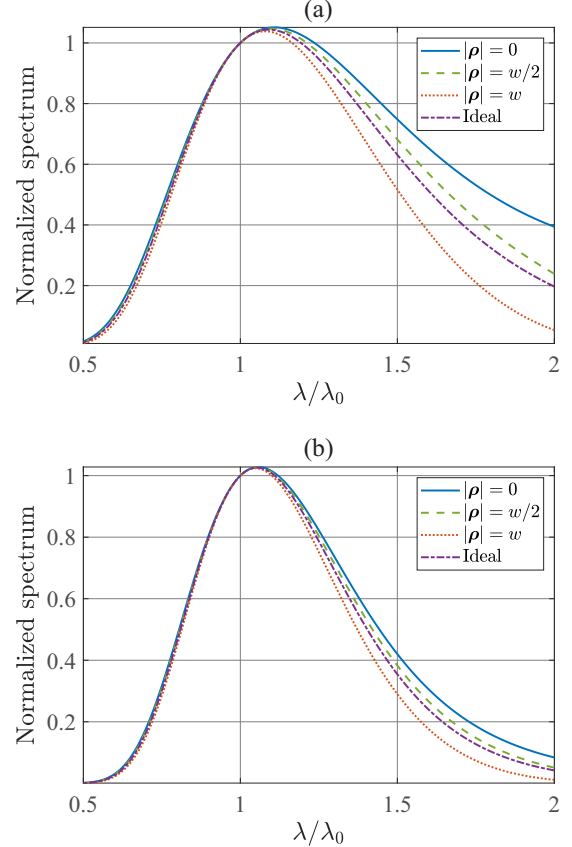 (a)
Normalized spectrum
1
0.8
0.6
0.4
0.2
|ρ| = 0
|ρ| = w/2
|ρ| = w
Ideal
0.5
1
1.5
2
λ/λ₀
(b)
Normalized spectrum
1
0.8
0.6
0.4
0.2
|ρ| = 0
|ρ| = w/2
|ρ| = w
Ideal
0.5
1
1.5
2
λ/λ₀